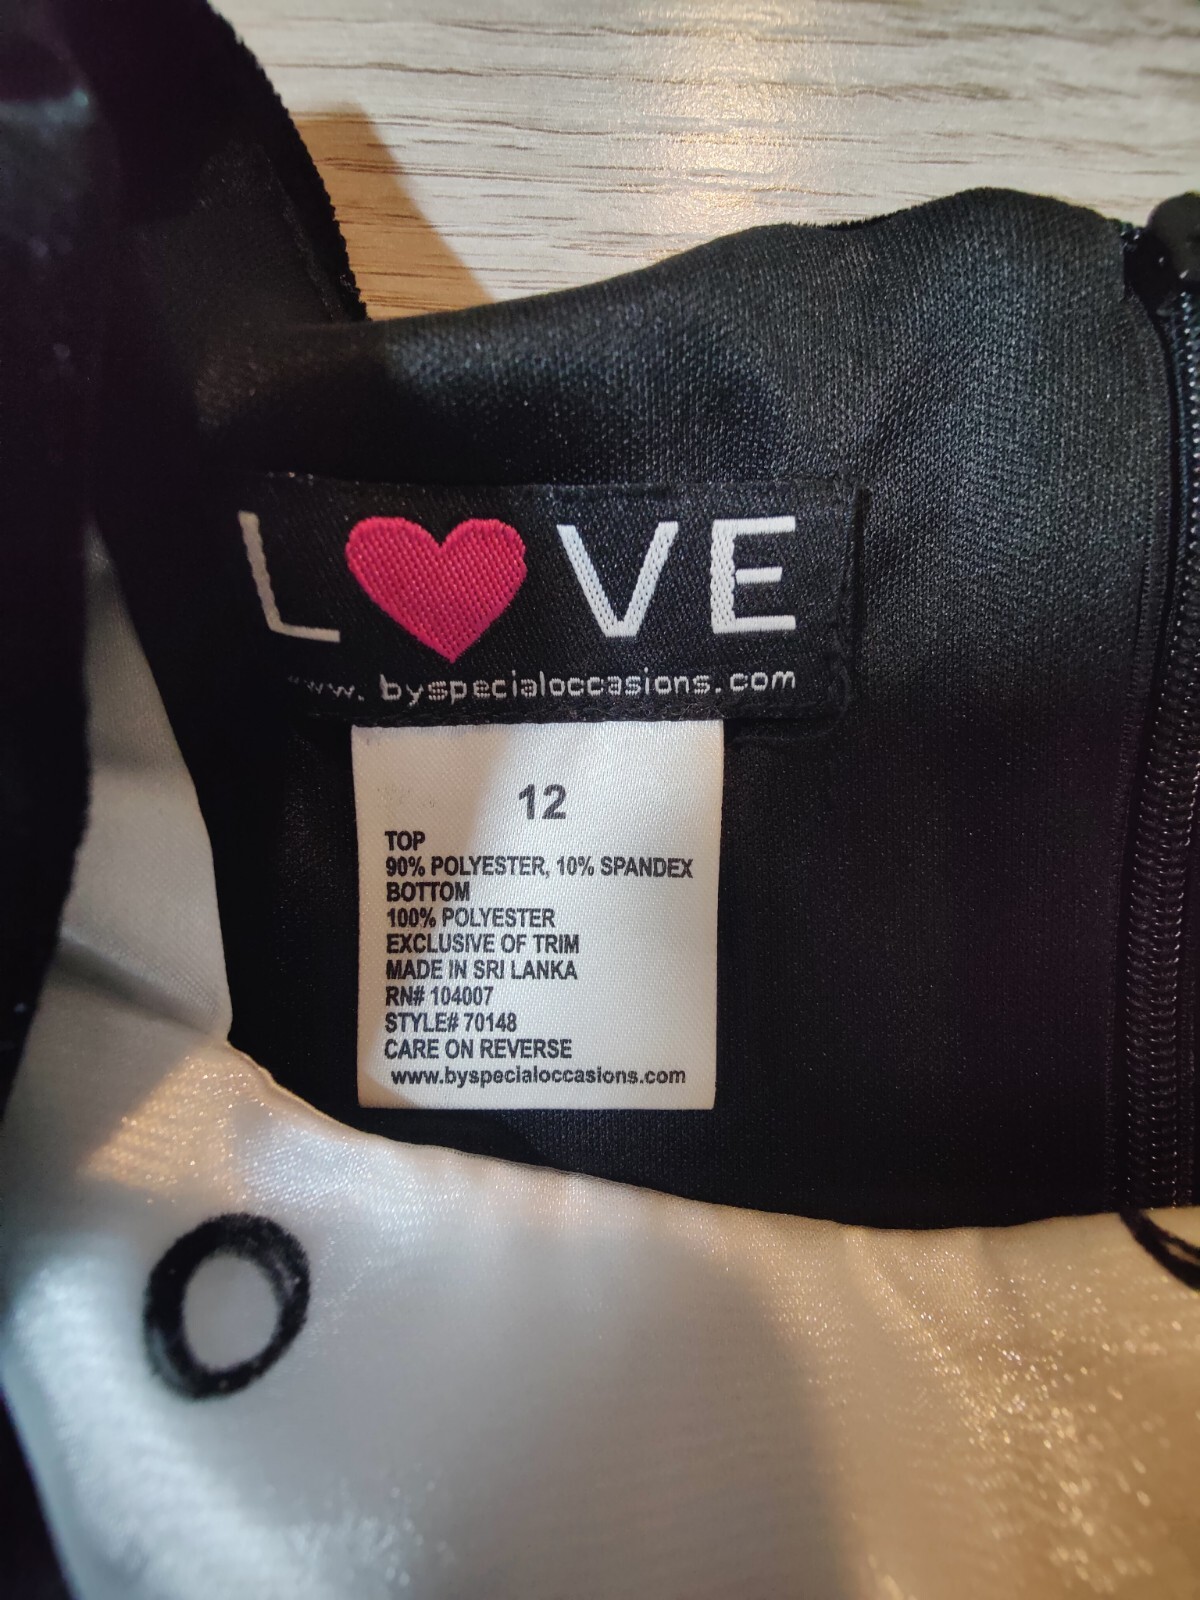 L♥VE
www.byspecialoccasions.com
12
TOP
90% POLYESTER, 10% SPANDEX
BOTTOM
100% POLYESTER
EXCLUSIVE OF TRIM
MADE IN SRI LANKA
RN# 104007
STYLE# 70148
CARE ON REVERSE
www.byspecialoccasions.com